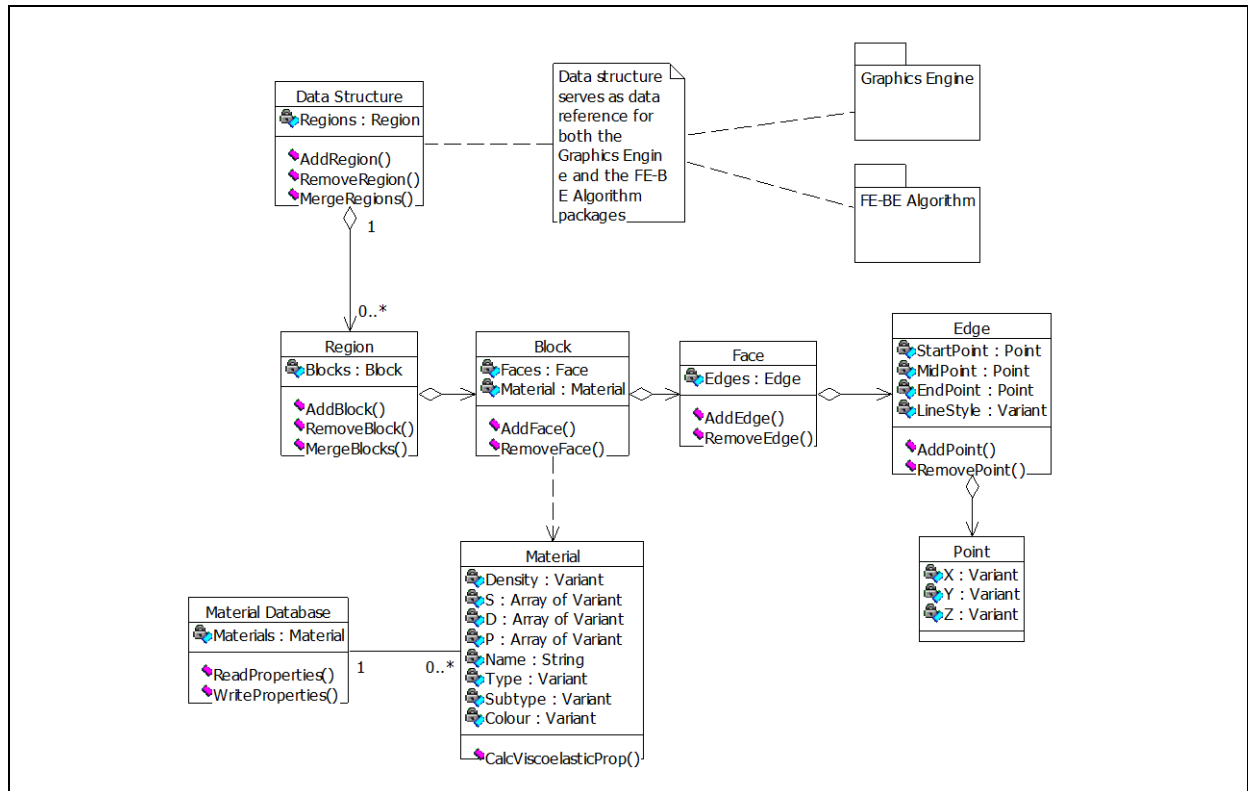 Data Structure
Regions : Region
AddRegion()
RemoveRegion()
MergeRegions()
Data structure
serves as data
reference for
both the
Graphics Engin
e and the FE-B
E Algorithm
packages
Graphics Engine
FE-BE Algorithm
1
0..*
Region
Blocks : Block
AddBlock()
RemoveBlock()
MergeBlocks()
Block
Faces : Face
Material : Material
AddFace()
RemoveFace()
Face
Edges : Edge
AddEdge()
RemoveEdge()
Edge
StartPoint : Point
MidPoint : Point
EndPoint : Point
LineStyle : Variant
AddPoint()
RemovePoint()
Point
X : Variant
Y : Variant
Z : Variant
Material
Density : Variant
S : Array of Variant
D : Array of Variant
P : Array of Variant
Name : String
Type : Variant
Subtype : Variant
Colour : Variant
CalcViscoelasticProp()
Material Database
Materials : Material
ReadProperties()
WriteProperties()
1
0..*